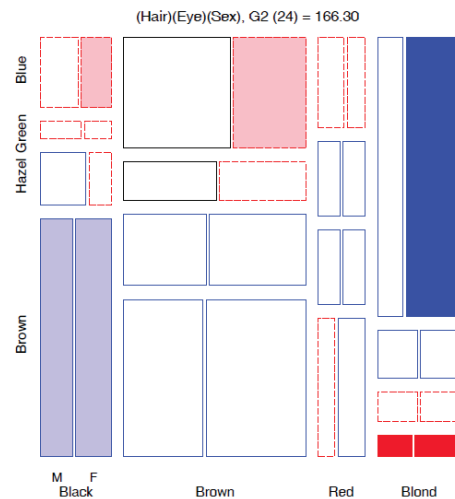 (Hair)(Eye)(Sex), G2 (24) = 166.30
Blue
Green
Hazel
Brown
M F
Black Brown Red Blond